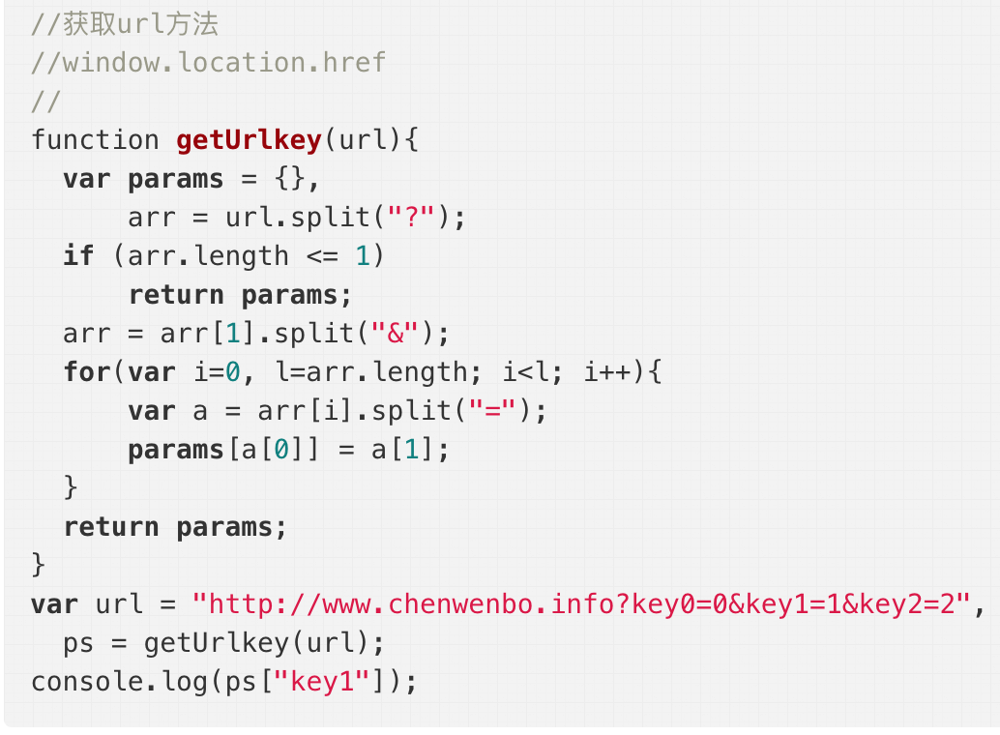 //获取url方法
//window.location.href
//
function getUrlkey(url){
  var params = {},
      arr = url.split("?");
  if (arr.length <= 1)
      return params;
  arr = arr[1].split("&");
  for(var i=0, l=arr.length; i<l; i++){
      var a = arr[i].split("=");
      params[a[0]] = a[1];
  }
  return params;
}
var url = "http://www.chenwenbo.info?key0=0&key1=1&key2=2",
  ps = getUrlkey(url);
console.log(ps["key1"]);